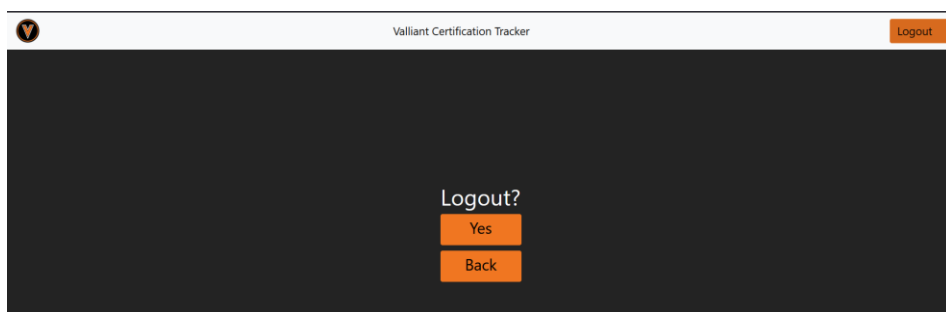 V
Valliant Certification Tracker
Logout
Logout?
Yes
Back